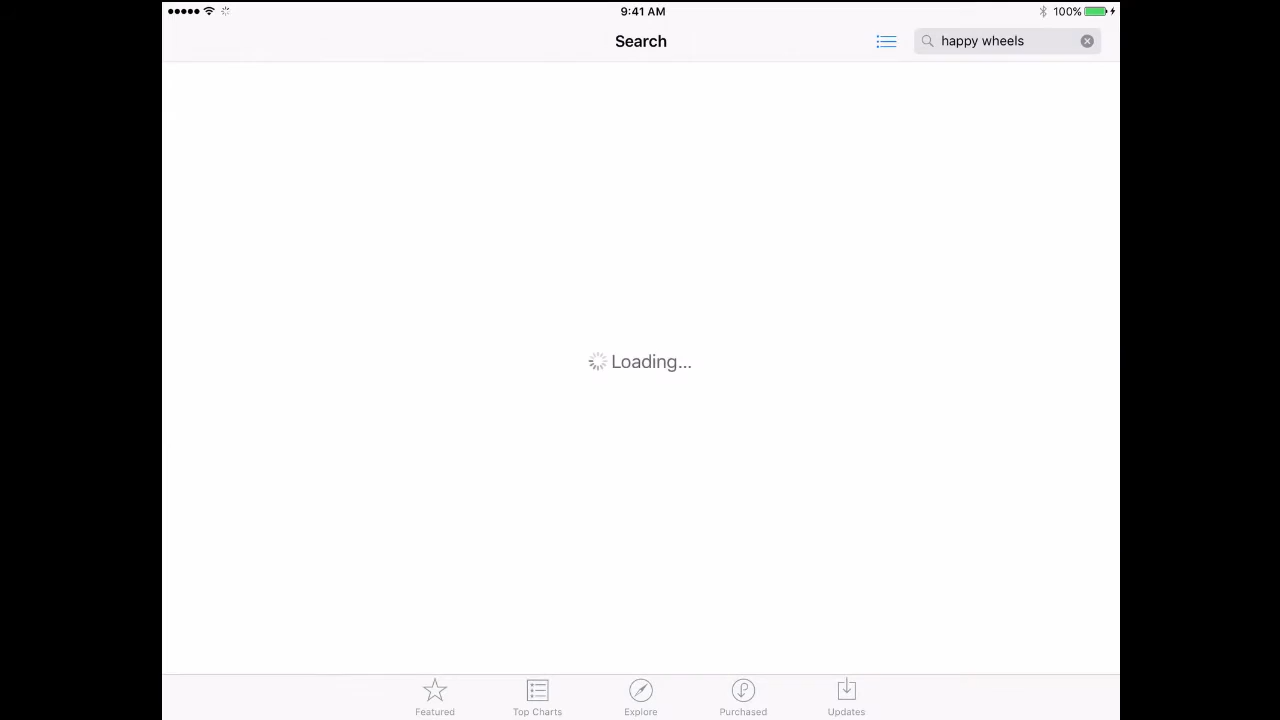 9:41 AM
100%
Search
happy wheels
Loading...
Featured
Top Charts
Explore
Purchased
Updates